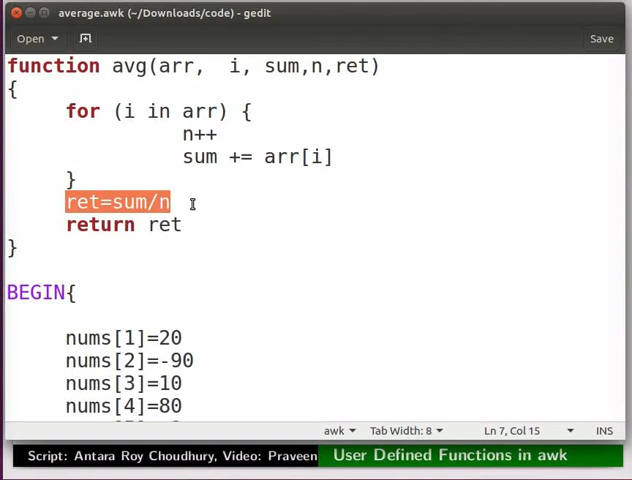 average.awk (~/Downloads/code) - gedit
Open
Save
function avg(arr,  i, sum,n,ret)
{
for (i in arr) {
n++
sum += arr[i]
}
ret=sum/n
return ret
}
BEGIN{
nums[1]=20
nums[2]=-90
nums[3]=10
nums[4]=80
awk
Tab Width: 8
Ln 7, Col 15
INS
Script: Antara Roy Choudhury, Video: Praveen
User Defined Functions in awk